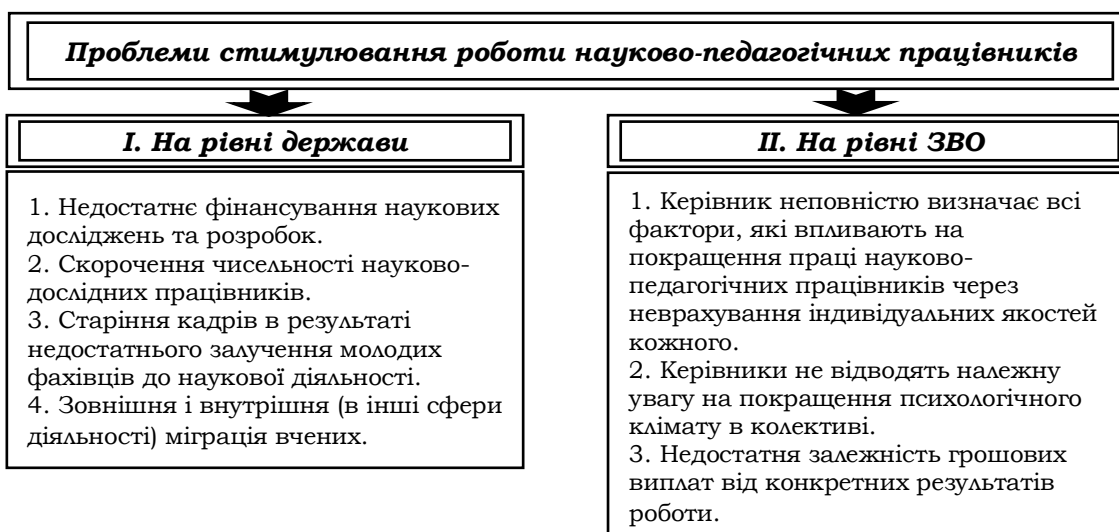 Проблеми стимулювання роботи науково-педагогічних працівників
І. На рівні держави
1. Недостатнє фінансування наукових
досліджень та розробок.
2. Скорочення чисельності науково-
дослідних працівників.
3. Старіння кадрів в результаті
недостатнього залучення молодих
фахівців до наукової діяльності.
4. Зовнішня і внутрішня (в інші сфери
діяльності) міграція вчених.
ІІ. На рівні ЗВО
1. Керівник неповністю визначає всі
фактори, які впливають на
покращення праці науково-
педагогічних працівників через
неврахування індивідуальних якостей
кожного.
2. Керівники не відводять належну
увагу на покращення психологічного
клімату в колективі.
3. Недостатня залежність грошових
виплат від конкретних результатів
роботи.